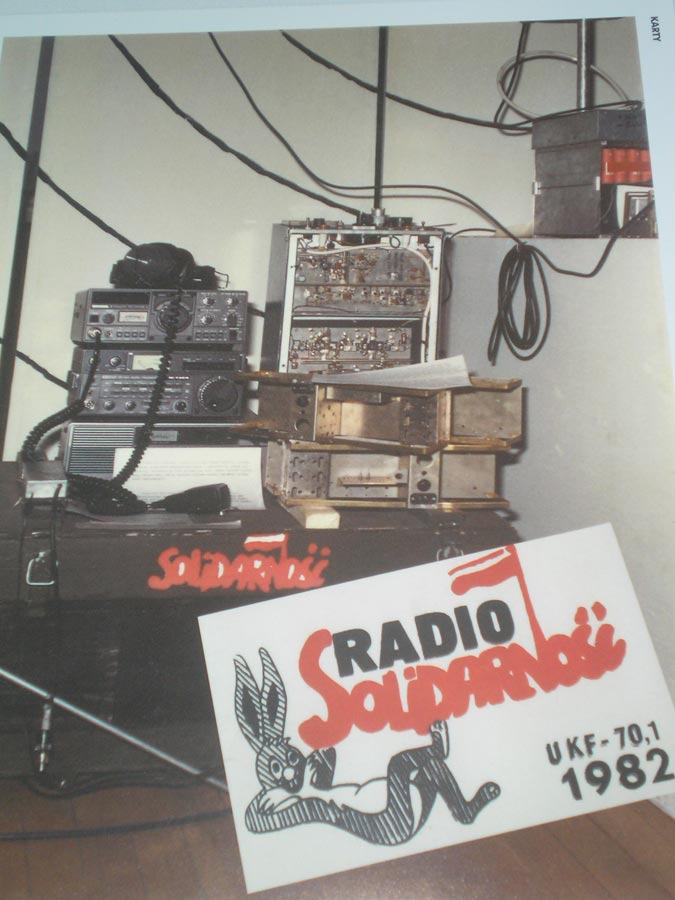 KARTY
SOLIDARNOŚĆ
RADIO
SOLIDARNOŚĆ
UKF-70,1
1982